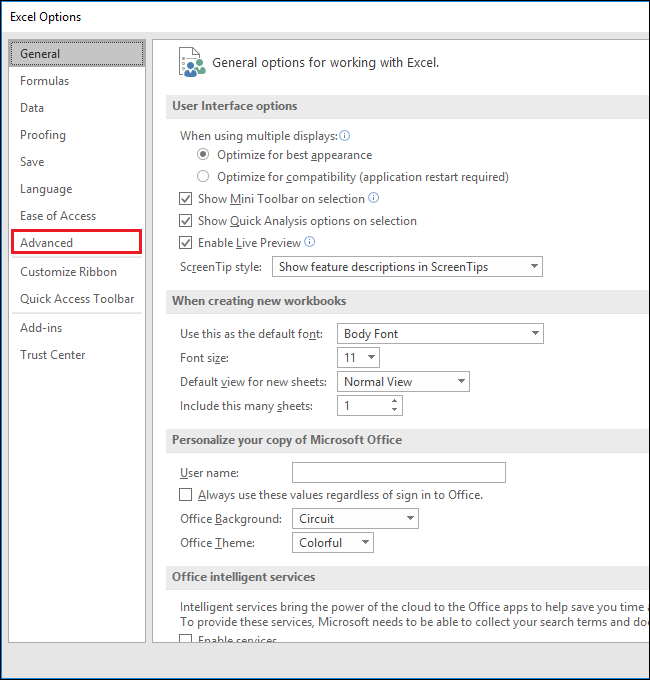 Excel Options
General
Formulas
Data
Proofing
Save
Language
Ease of Access
Advanced
Customize Ribbon
Quick Access Toolbar
Add-ins
Trust Center
General options for working with Excel.
User Interface options
When using multiple displays:
Optimize for best appearance
Optimize for compatibility (application restart required)
Show Mini Toolbar on selection
Show Quick Analysis options on selection
Enable Live Preview
ScreenTip style: Show feature descriptions in ScreenTips
When creating new workbooks
Use this as the default font: Body Font
Font size: 11
Default view for new sheets: Normal View
Include this many sheets: 1
Personalize your copy of Microsoft Office
User name:
Always use these values regardless of sign in to Office.
Office Background: Circuit
Office Theme: Colorful
Office intelligent services
Intelligent services bring the power of the cloud to the Office apps to help save you time
To provide these services, Microsoft needs to be able to collect your search terms and
Enable services